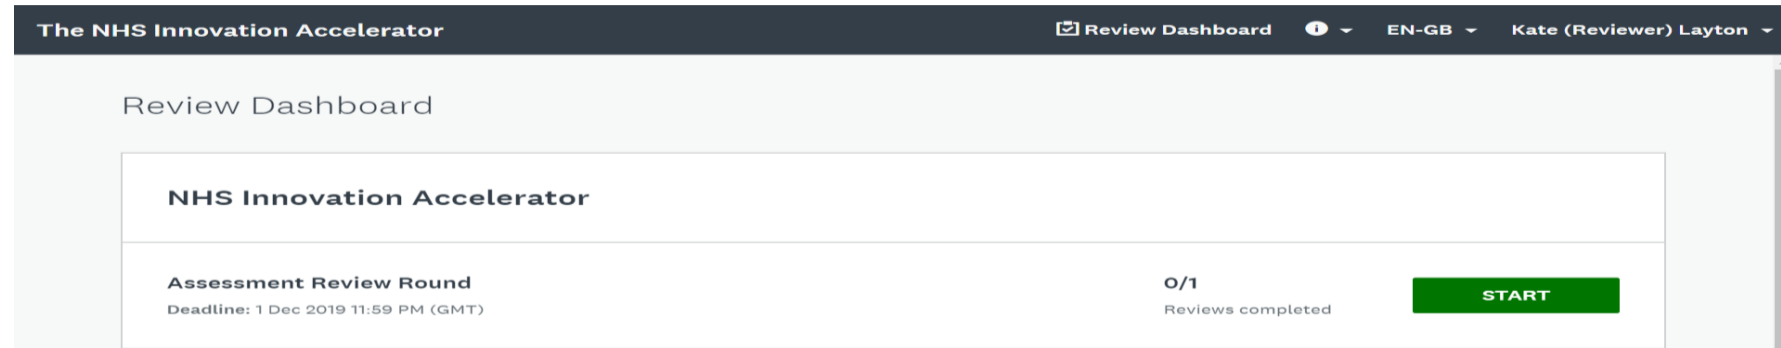 The NHS Innovation Accelerator Review Dashboard EN-GB Kate (Reviewer) Layton
Review Dashboard
NHS Innovation Accelerator
Assessment Review Round 0/1
Deadline: 1 Dec 2019 11:59 PM (GMT) Reviews completed START